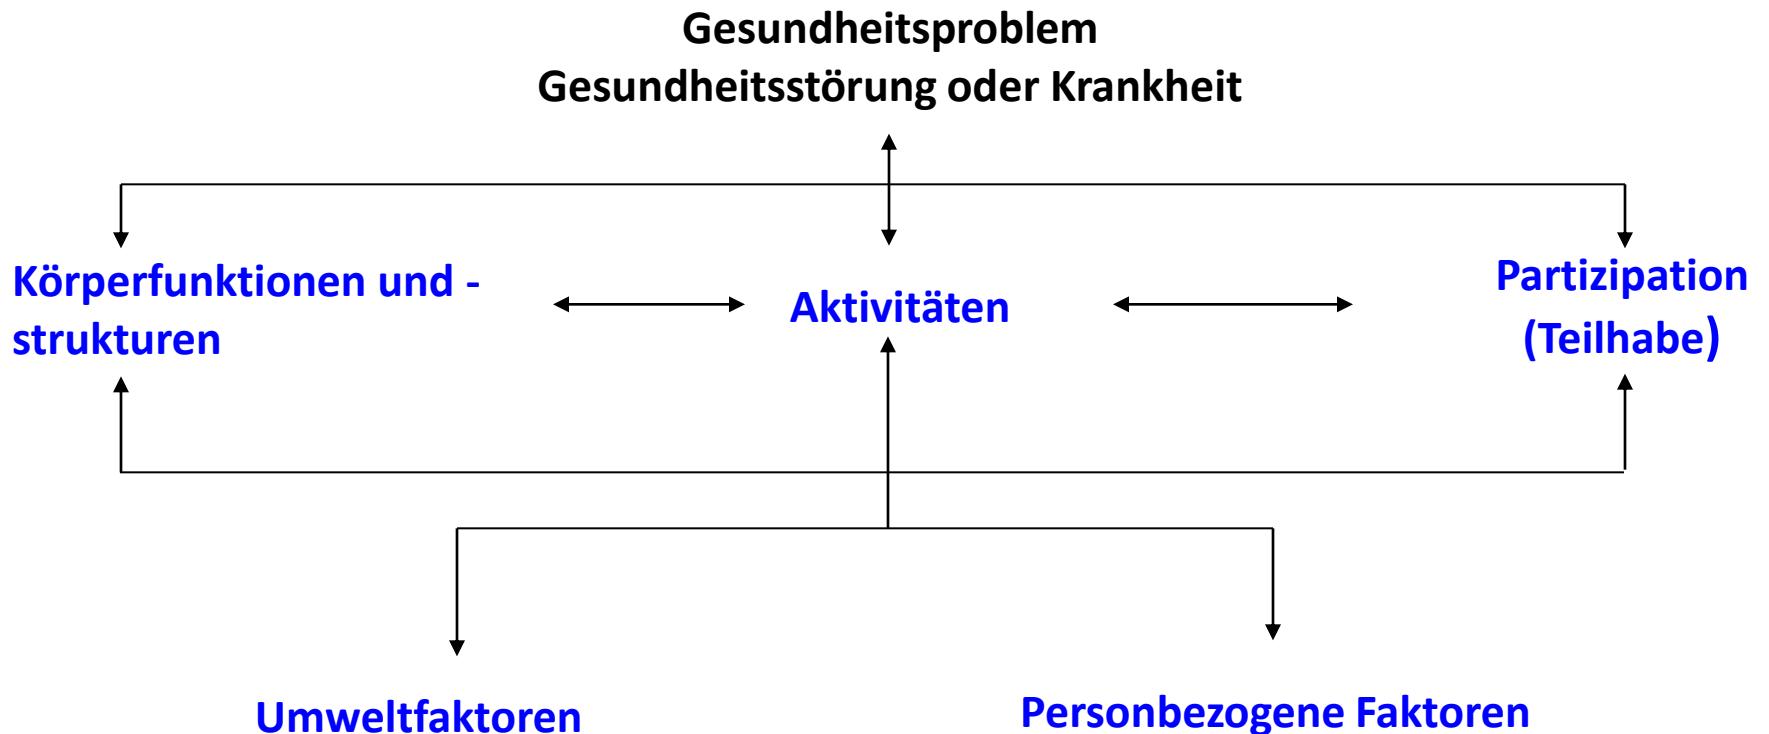 Gesundheitsproblem
Gesundheitsstörung oder Krankheit
Körperfunktionen und -
strukturen
Aktivitäten
Partizipation
(Teilhabe)
Umweltfaktoren
Personbezogene Faktoren